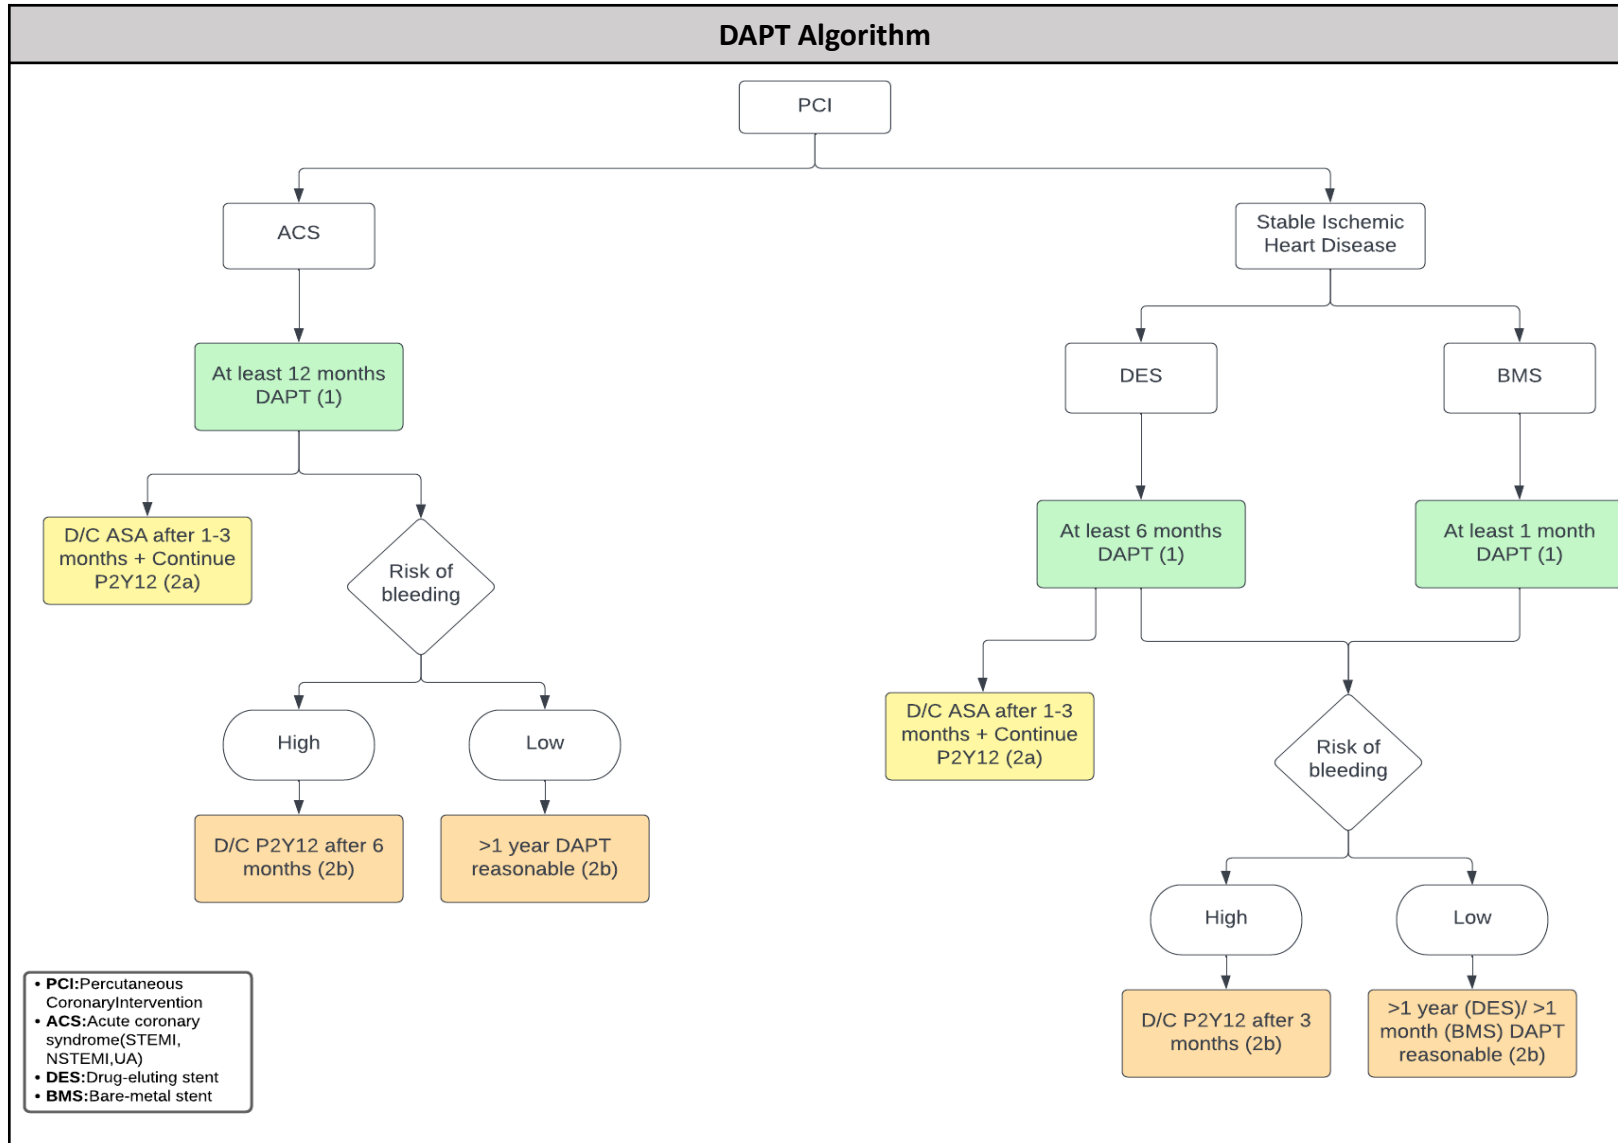 DAPT Algorithm
PCI
ACS
Stable Ischemic
Heart Disease
At least 12 months
DAPT (1)
DES
BMS
D/C ASA after 1-3
months + Continue
P2Y12 (2a)
Risk of
bleeding
At least 6 months
DAPT (1)
At least 1 month
DAPT (1)
High
Low
D/C ASA after 1-3
months + Continue
P2Y12 (2a)
Risk of
bleeding
D/C P2Y12 after 6
months (2b)
>1 year DAPT
reasonable (2b)
High
Low
D/C P2Y12 after 3
months (2b)
>1 year (DES)/ >1
month (BMS) DAPT
reasonable (2b)
• PCI:Percutaneous
CoronaryIntervention
• ACS:Acute coronary
syndrome(STEMI,
NSTEMI,UA)
• DES:Drug-eluting stent
• BMS:Bare-metal stent